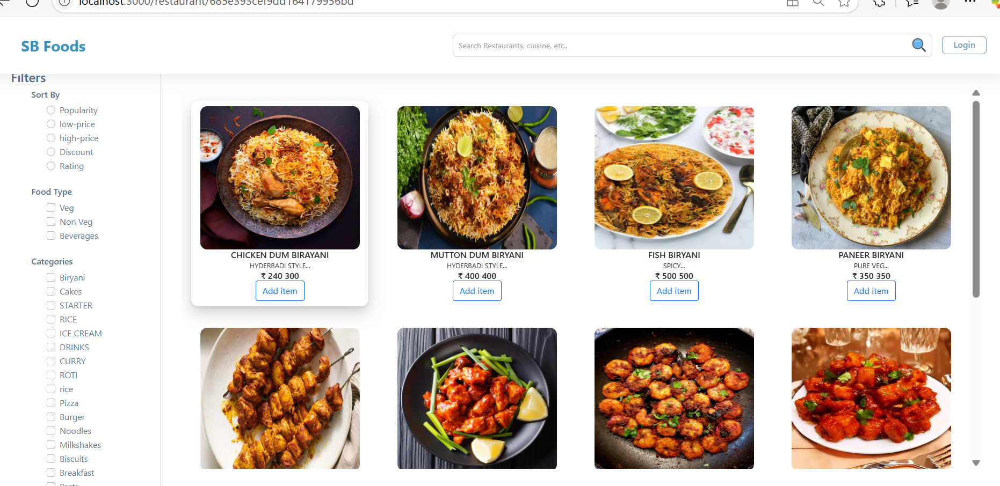 localhost:3000/restaurant/685e393cef9dd16417995 6bd
SB Foods
Search Restaurants, cuisine, etc.,
Login
Filters
Sort By
Popularity
low-price
high-price
Discount
Rating
Food Type
Veg
Non Veg
Beverages
Categories
Biryani
Cakes
STARTER
RICE
ICE CREAM
DRINKS
CURRY
ROTI
rice
Pizza
Burger
Noodles
Milkshakes
Biscuits
Breakfast
CHICKEN DUM BIRAYANI
HYDERBADI STYLE...
₹ 240 300
Add item
MUTTON DUM BIRYANI
HYDERBADI STYLE...
₹ 400 400
Add item
FISH BIRYANI
SPICY...
₹ 500 500
Add item
PANEER BIRYANI
PURE VEG...
₹ 350 350
Add item